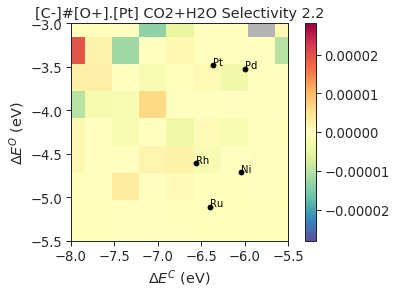 [C-]#[O+].[Pt] CO2+H2O Selectivity 2.2
−3.0
−3.5
−4.0
−4.5
−5.0
−5.5
ΔE^O (eV)
Pt
Pd
Rh
Ni
Ru
−8.0 −7.5 −7.0 −6.5 −6.0 −5.5
ΔE^C (eV)
0.00002
0.00001
0.00000
−0.00001
−0.00002